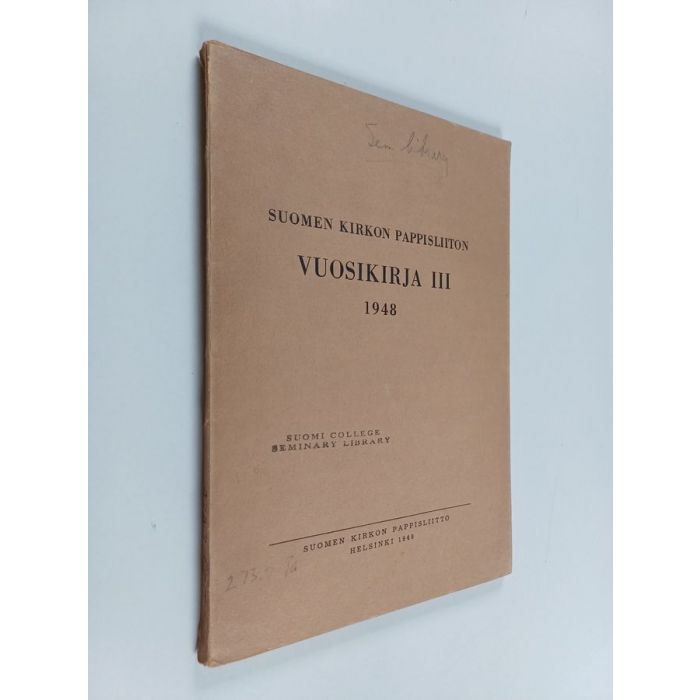 Sem. Library
SUOMEN KIRKON PAPPISLIITON
VUOSIKIRJA III
1948
SUOMI COLLEGE
SEMINARY LIBRARY
SUOMEN KIRKON PAPPISLIITTO
HELSINKI 1948